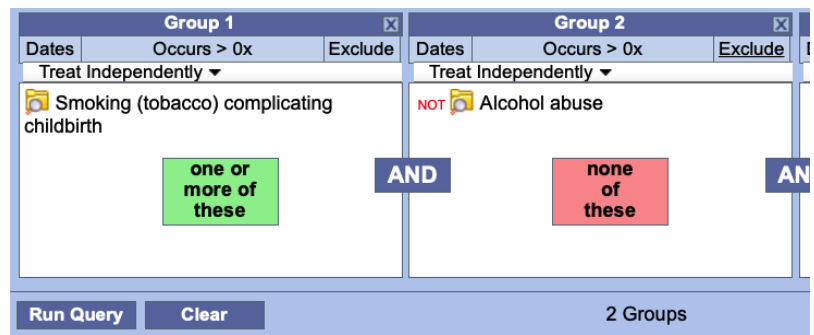 Group 1
Dates Occurs > 0x Exclude
Treat Independently
Smoking (tobacco) complicating
childbirth
one or
more of
these
AND
Group 2
Dates Occurs > 0x Exclude
Treat Independently
NOT Alcohol abuse
none
of
these
AN
Run Query Clear 2 Groups